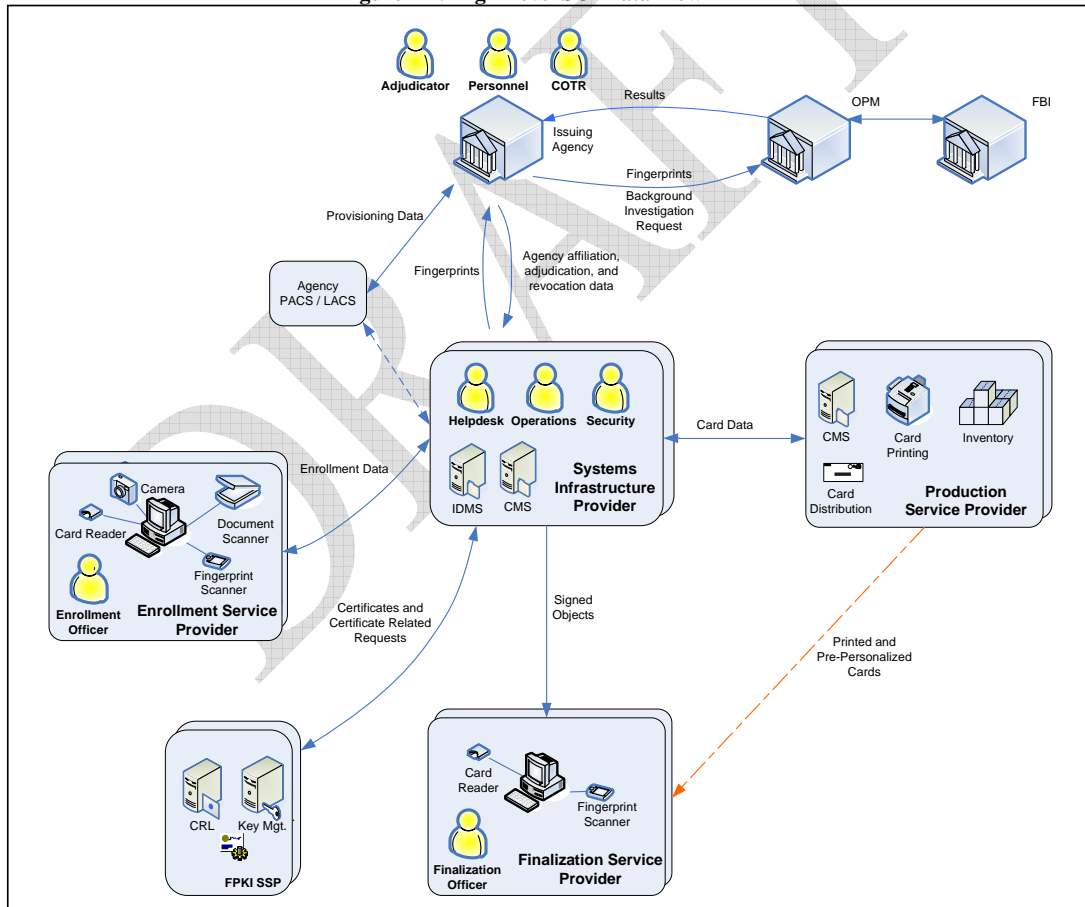 Adjudicator
Personnel
COTR
Results
OPM
FBI
Issuing
Agency
Fingerprints
Background
Investigation
Request
Provisioning Data
Fingerprints
Agency affiliation,
adjudication, and
revocation data
Agency
PACS / LACS
Helpdesk
Operations
Security
IDMS
CMS
Systems
Infrastructure
Provider
Card Data
CMS
Card
Printing
Inventory
Card
Distribution
Production
Service Provider
Enrollment Data
Camera
Card Reader
Document
Scanner
Fingerprint
Scanner
Enrollment
Officer
Enrollment Service
Provider
Certificates and
Certificate Related
Requests
Signed
Objects
Printed and
Pre-Personalized
Cards
CRL
Key Mgt.
FPKI SSP
Card
Reader
Fingerprint
Scanner
Finalization
Officer
Finalization Service
Provider
DRAFT